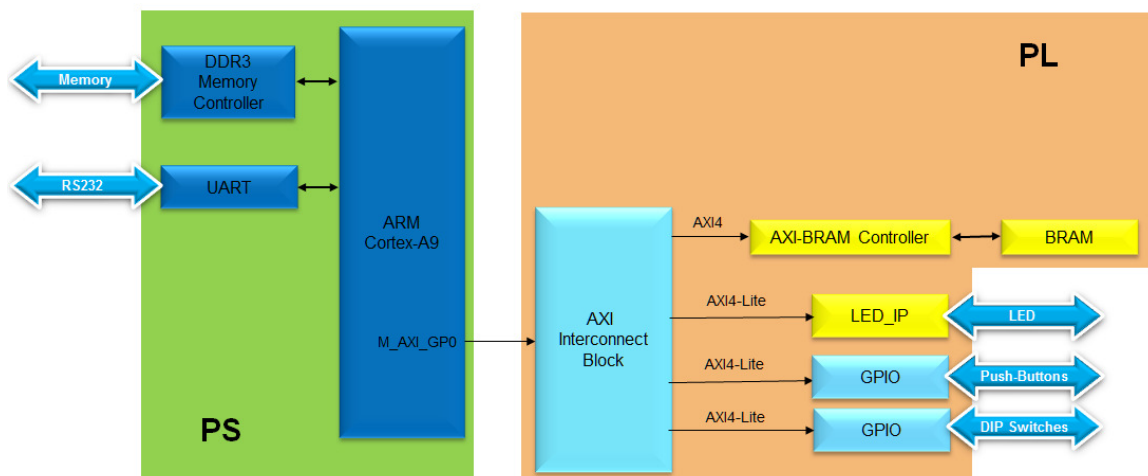 PL
DDR3
Memory
Controller
Memory
RS232
UART
ARM
Cortex-A9
M_AXI_GP0
PS
AXI
Interconnect
Block
AXI4
AXI-BRAM Controller
BRAM
AXI4-Lite
LED_IP
LED
AXI4-Lite
GPIO
Push-Buttons
AXI4-Lite
GPIO
DIP Switches